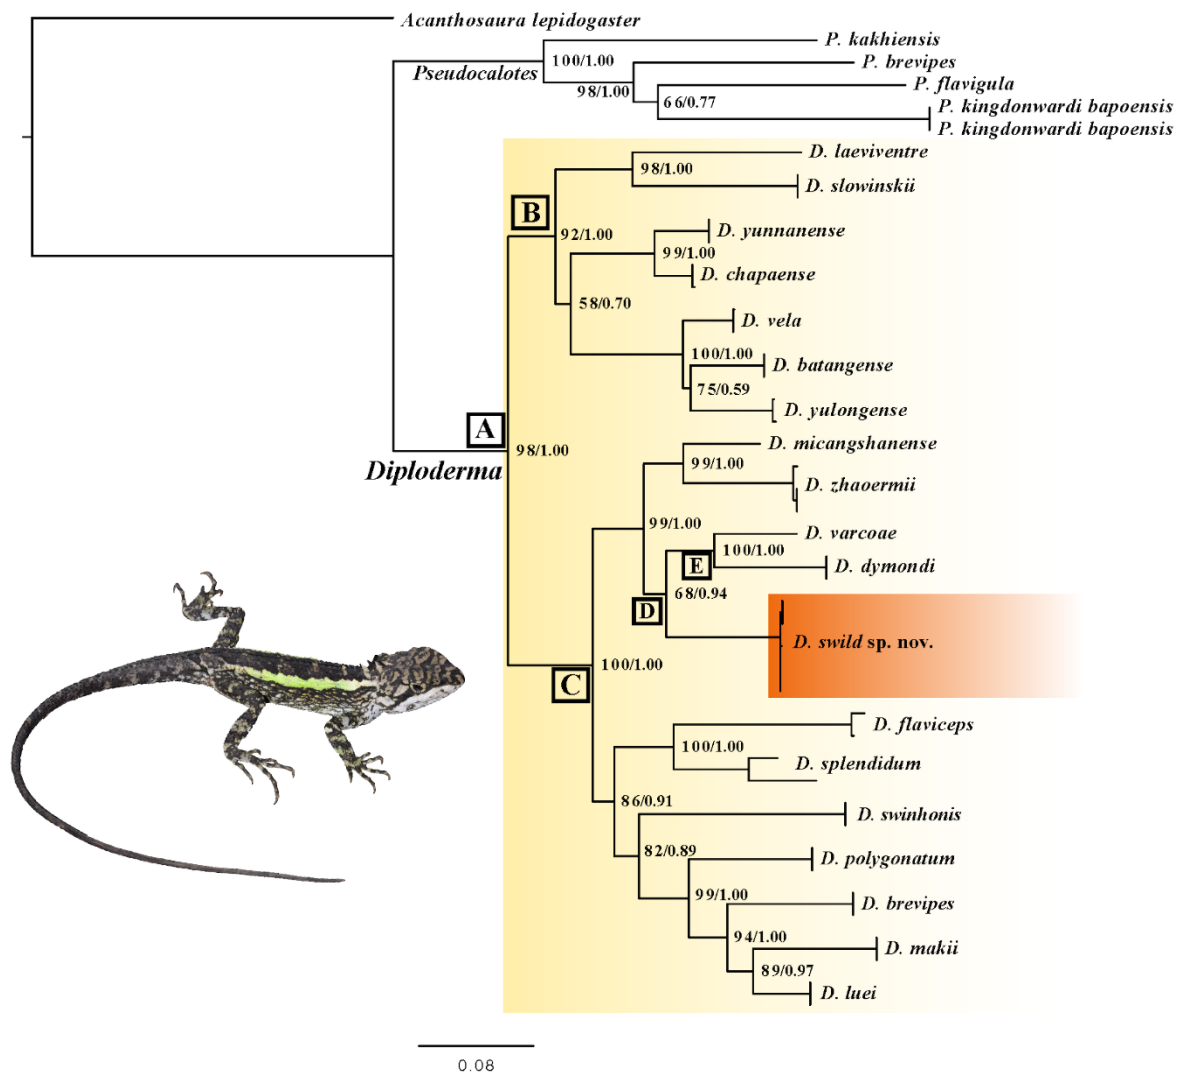 Acanthosaura lepidogaster
P. kakhiensis
100/1.00
P. brevipes
Pseudocalotes
98/1.00
P. flavigula
66/0.77
P. kingdonwardi bapoensis
P. kingdonwardi bapoensis
D. laeviventre
98/1.00
D. slowinskii
B
92/1.00
D. yunnanense
99/1.00
D. chapaense
58/0.70
D. vela
100/1.00
D. batangense
75/0.59
D. yulongense
A
98/1.00
Diploderma
D. micangshanense
99/1.00
D. zhaoermii
99/1.00
D. varcoae
100/1.00
E
D. dymondi
68/0.94
D
D. swild sp. nov.
100/1.00
C
D. flaviceps
100/1.00
D. splendidum
86/0.91
D. swinhonis
82/0.89
D. polygonatum
99/1.00
D. brevipes
94/1.00
D. makii
89/0.97
D. luei
0.08